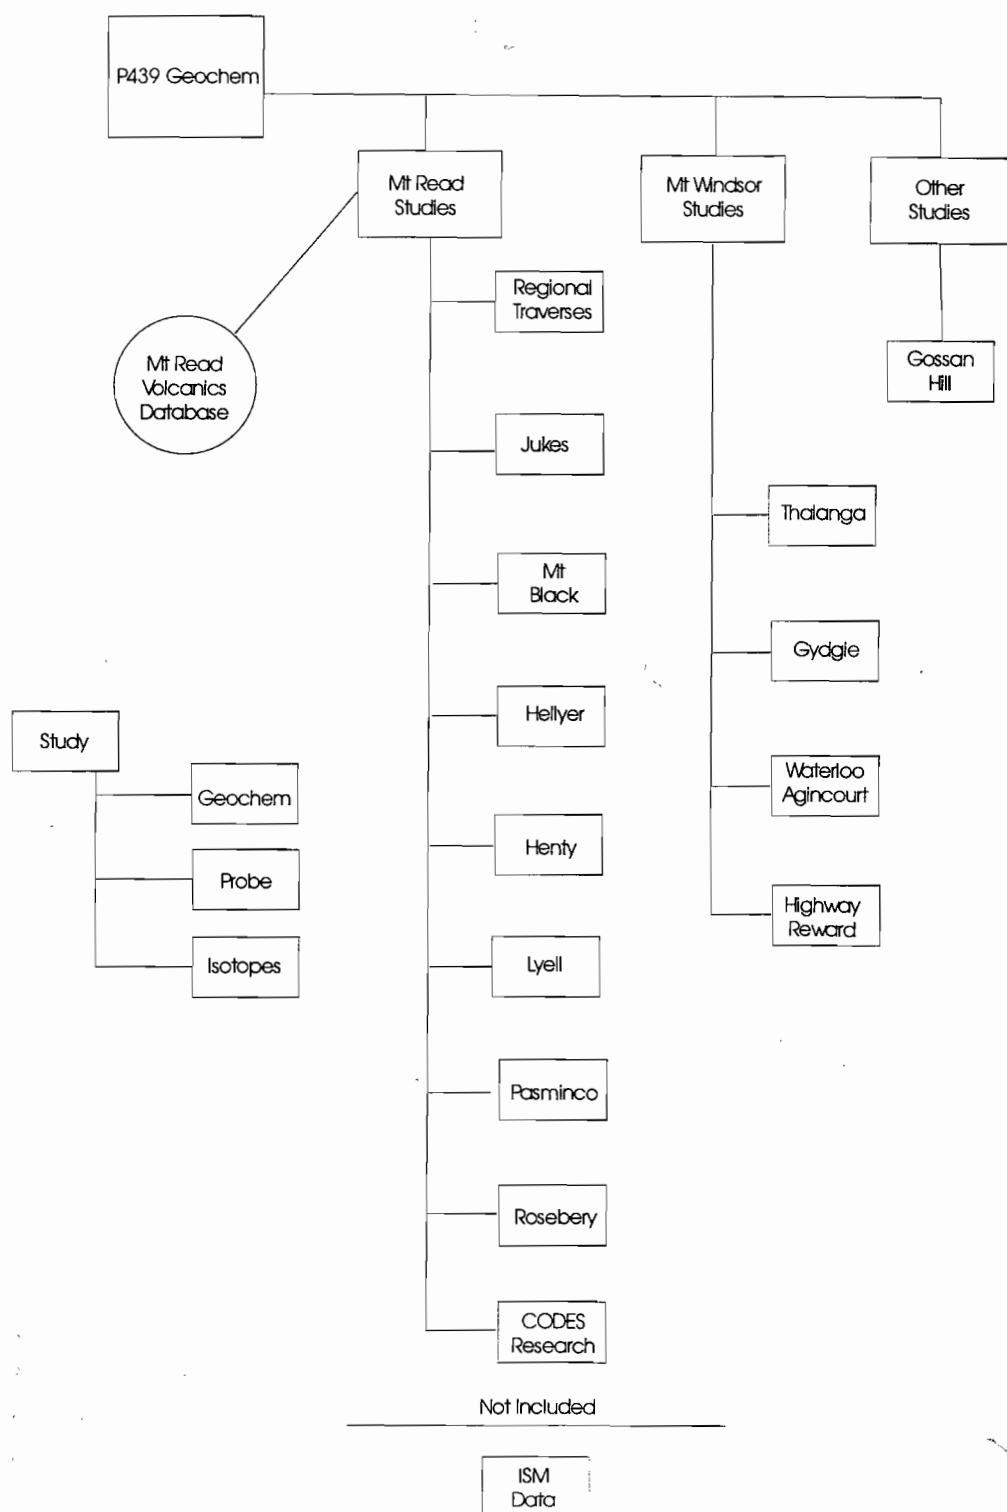 P439 Geochem
Mt Read
Studies
Mt Windsor
Studies
Other
Studies
Mt Read
Volcanics
Database
Regional
Traverses
Gossan
Hill
Jukes
Thalanga
Mt
Black
Gydgie
Hellyer
Study
Geochem
Waterloo
Agincourt
Henty
Probe
Highway
Reward
Isotopes
Lyell
Pasminco
Rosebery
CODES
Research
Not Included
ISM
Data